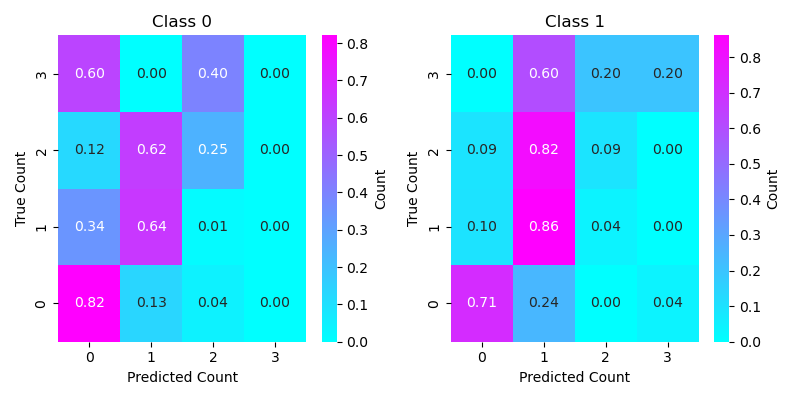 Class 0
True Count
3
0.60 0.00 0.40 0.00
2
0.12 0.62 0.25 0.00
1
0.34 0.64 0.01 0.00
0
0.82 0.13 0.04 0.00
0 1 2 3
Predicted Count
0.8
0.7
0.6
0.5
0.4
0.3
0.2
0.1
0.0
Count
Class 1
True Count
3
0.00 0.60 0.20 0.20
2
0.09 0.82 0.09 0.00
1
0.10 0.86 0.04 0.00
0
0.71 0.24 0.00 0.04
0 1 2 3
Predicted Count
0.8
0.7
0.6
0.5
0.4
0.3
0.2
0.1
0.0
Count